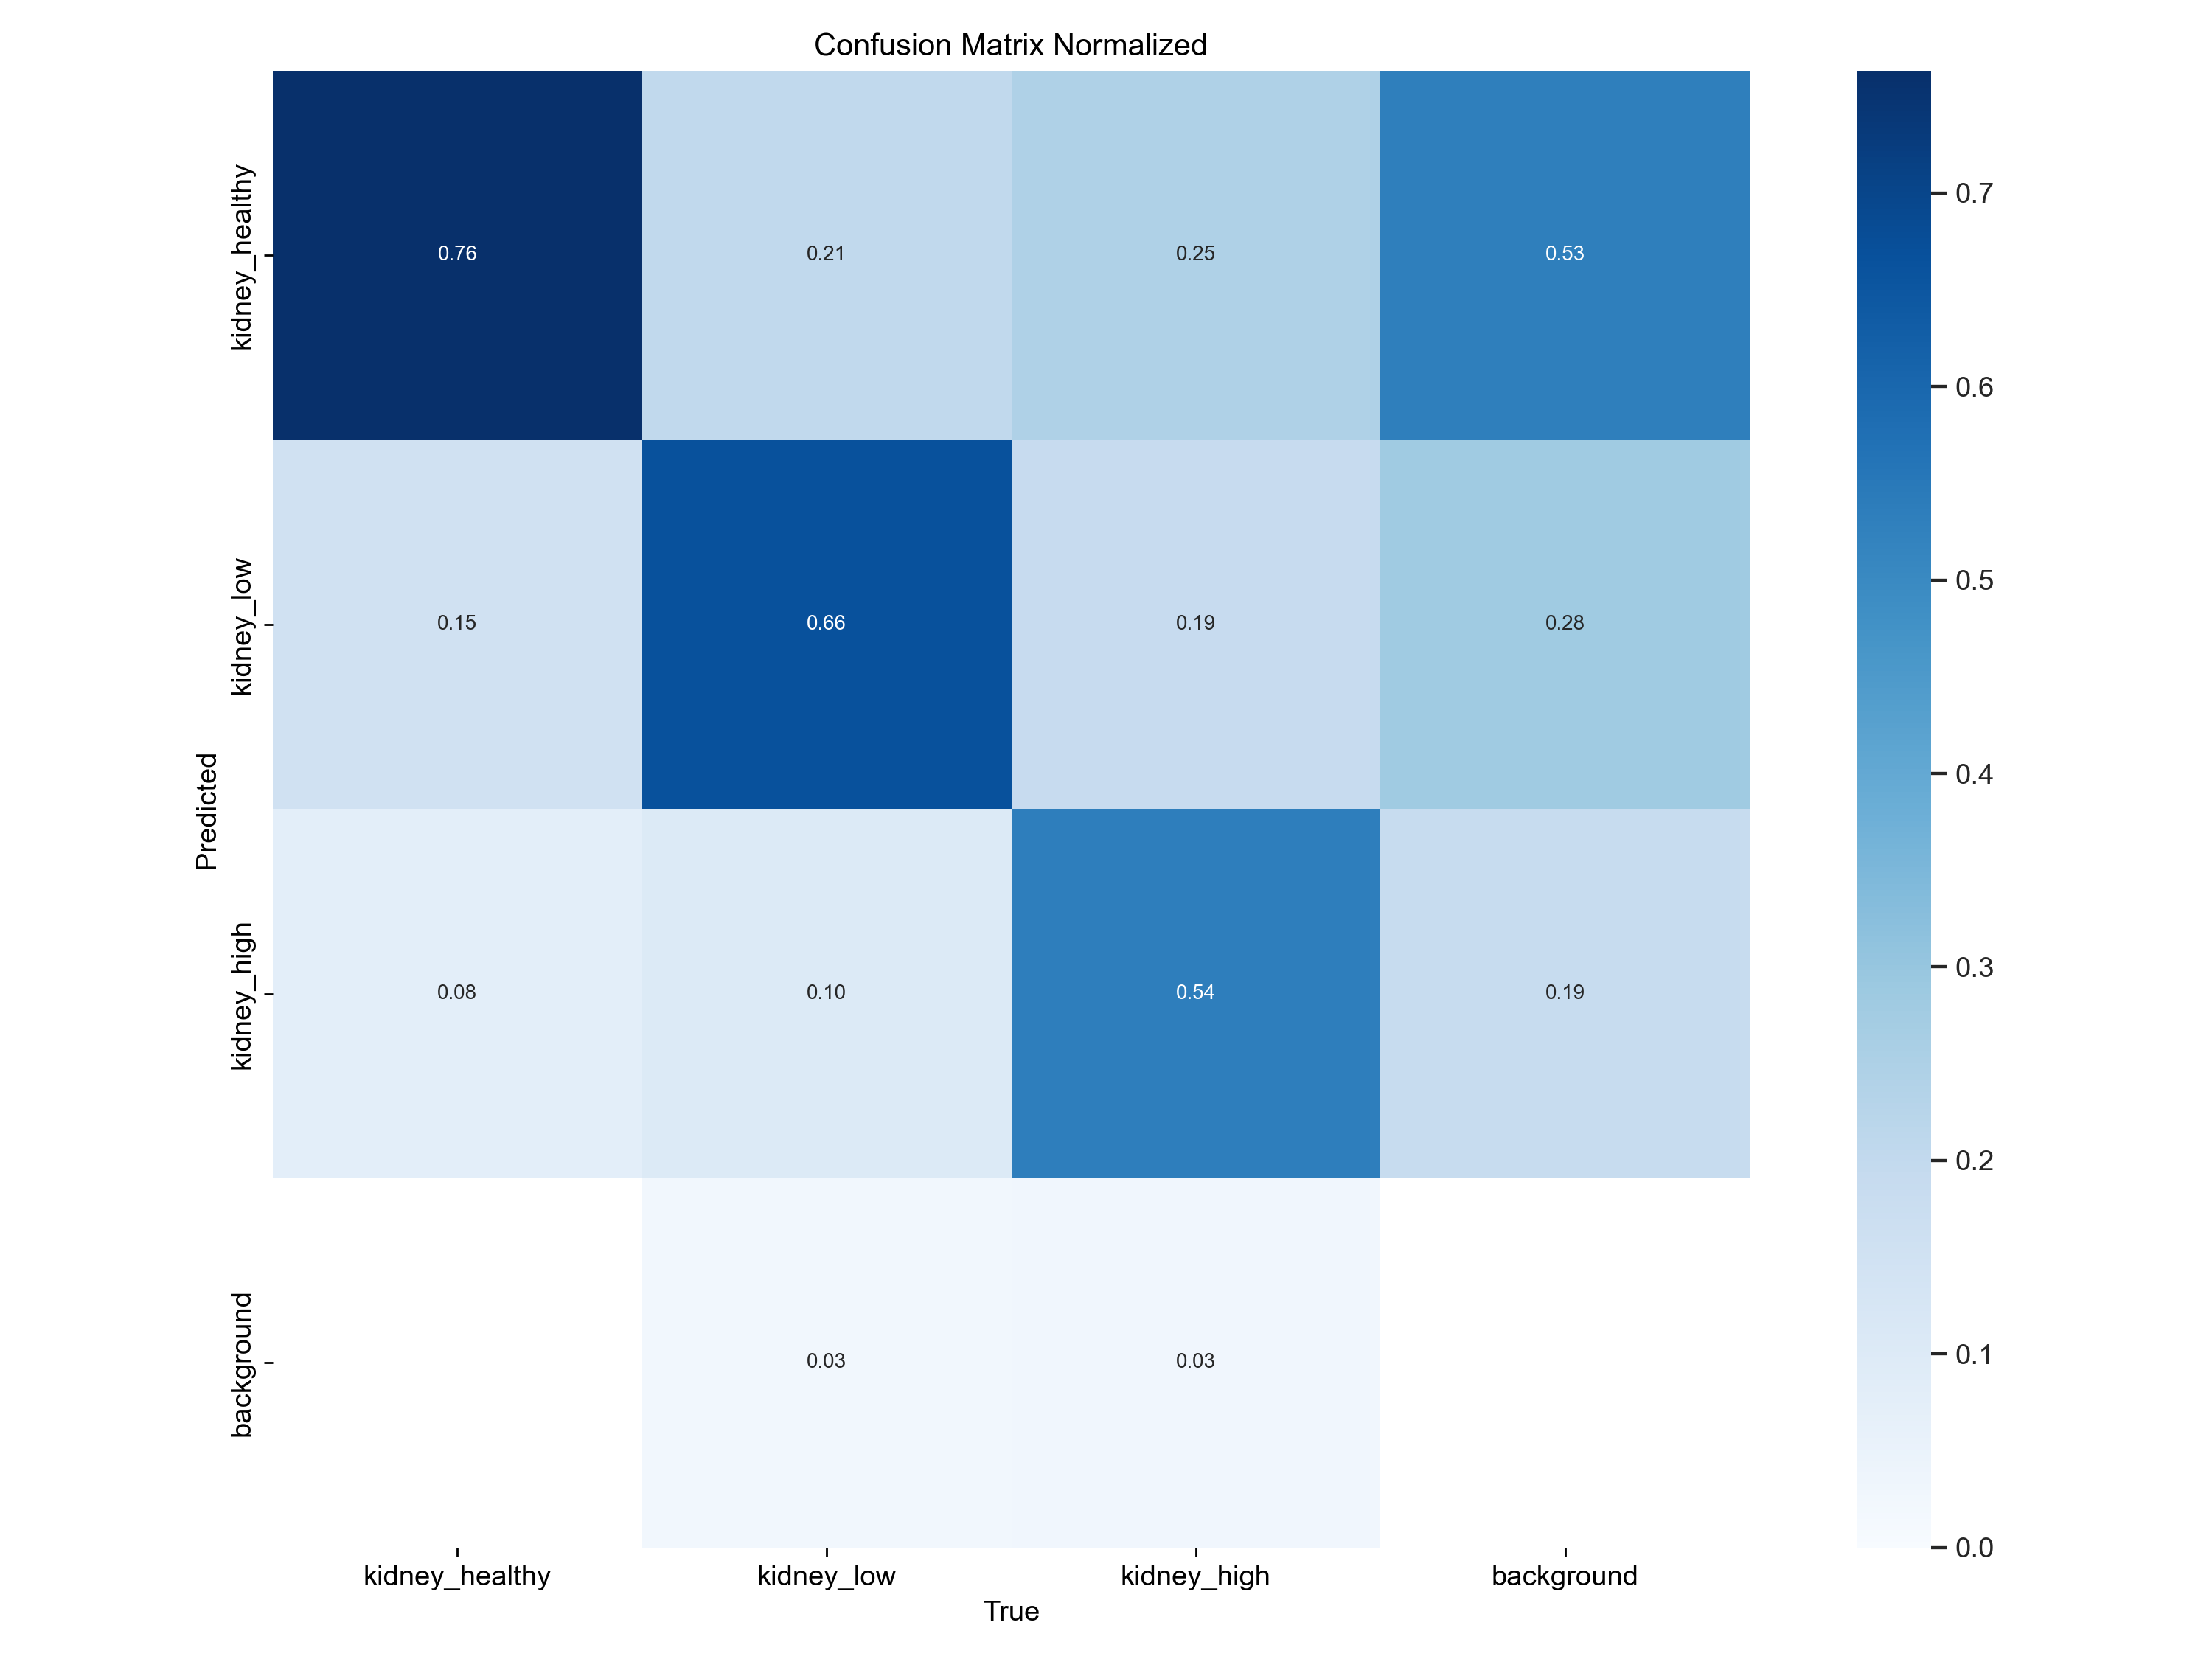 Confusion Matrix Normalized
kidney_healthy
0.76
0.21
0.25
0.53
kidney_low
0.15
0.66
0.19
0.28
kidney_high
0.08
0.10
0.54
0.19
background
0.03
0.03
Predicted
kidney_healthy
kidney_low
kidney_high
background
True
0.7
0.6
0.5
0.4
0.3
0.2
0.1
0.0